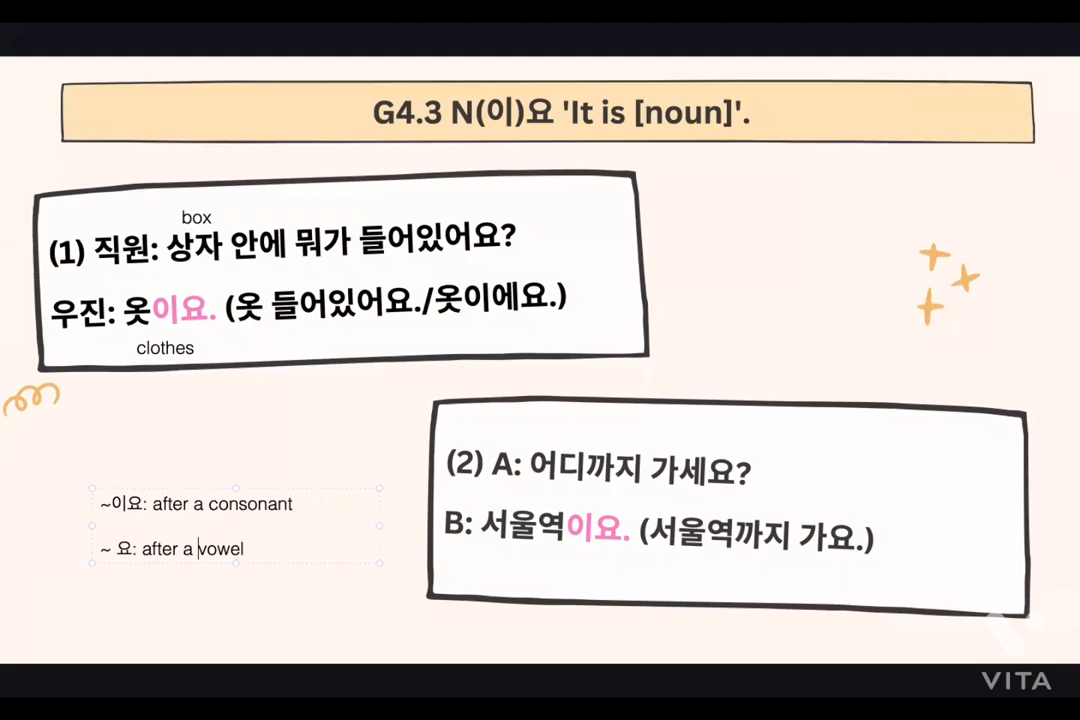 G4.3 N(이)요 'It is [noun]'.
box
(1) 직원: 상자 안에 뭐가 들어있어요?
우진: 옷이요. (옷 들어있어요./옷이에요.)
clothes
(2) A: 어디까지 가세요?
B: 서울역이요. (서울역까지 가요.)
~이요: after a consonant
~ 요: after a vowel
VITA